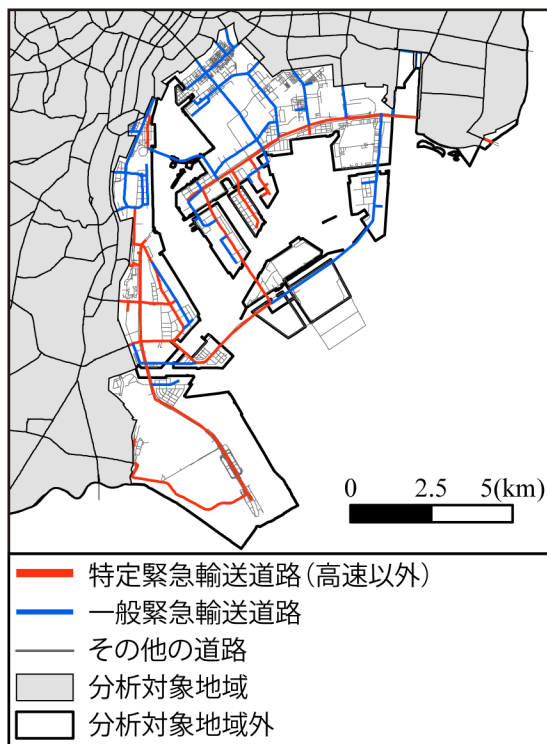 0 2.5 5(km)
特定緊急輸送道路(高速以外)
一般緊急輸送道路
その他の道路
分析対象地域
分析対象地域外